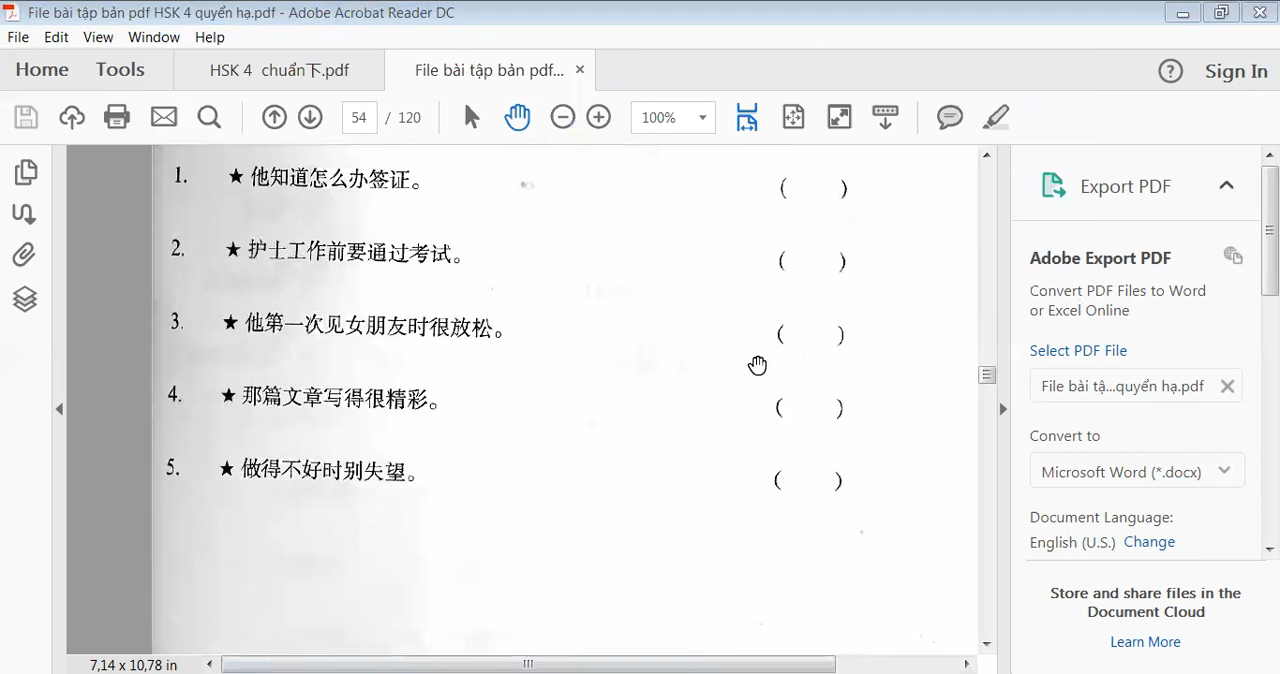 File bài tập bản pdf HSK 4 quyển hạ.pdf - Adobe Acrobat Reader DC
File Edit View Window Help
Home Tools HSK 4 chuẩn下.pdf File bài tập bản pdf... × Sign In
54 / 120 100%
1. ★ 他知道怎么办签证。 ( )
2. ★ 护士工作前要通过考试。 ( )
3. ★ 他第一次见女朋友时很放松。 ( )
4. ★ 那篇文章写得很精彩。 ( )
5. ★ 做得不好时别失望。 ( )
7,14 x 10,78 in
Export PDF
Adobe Export PDF
Convert PDF Files to Word
or Excel Online
Select PDF File
File bài tậ...quyển hạ.pdf
Convert to
Microsoft Word (*.docx)
Document Language:
English (U.S.) Change
Store and share files in the
Document Cloud
Learn More